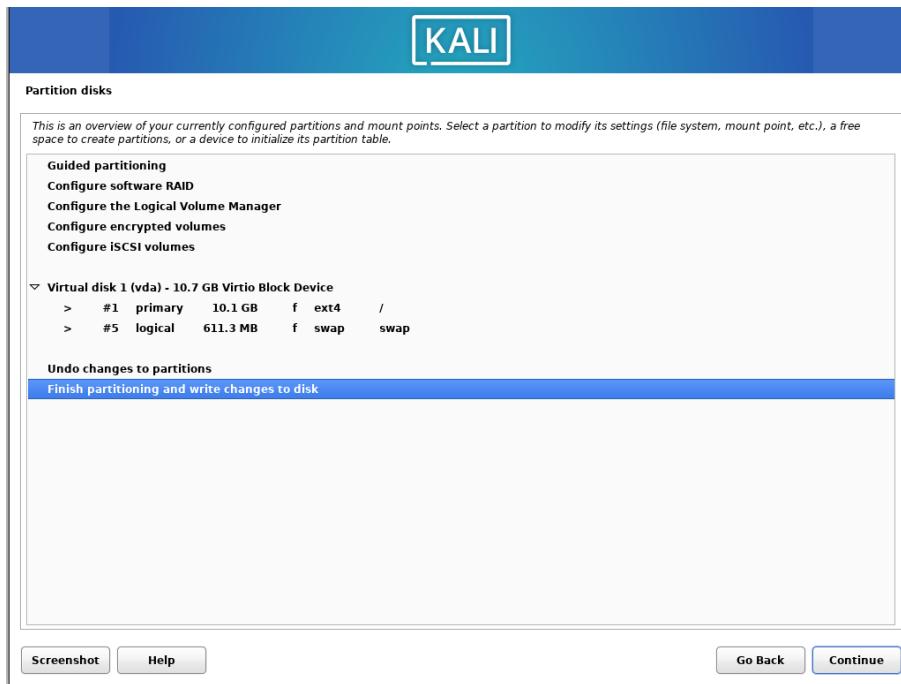 KALI
Partition disks
This is an overview of your currently configured partitions and mount points. Select a partition to modify its settings (file system, mount point, etc.), a free
space to create partitions, or a device to initialize its partition table.
Guided partitioning
Configure software RAID
Configure the Logical Volume Manager
Configure encrypted volumes
Configure iSCSI volumes
Virtual disk 1 (vda) - 10.7 GB Virtio Block Device
> #1 primary 10.1 GB f ext4 /
> #5 logical 611.3 MB f swap swap
Undo changes to partitions
Finish partitioning and write changes to disk
Screenshot Help Go Back Continue